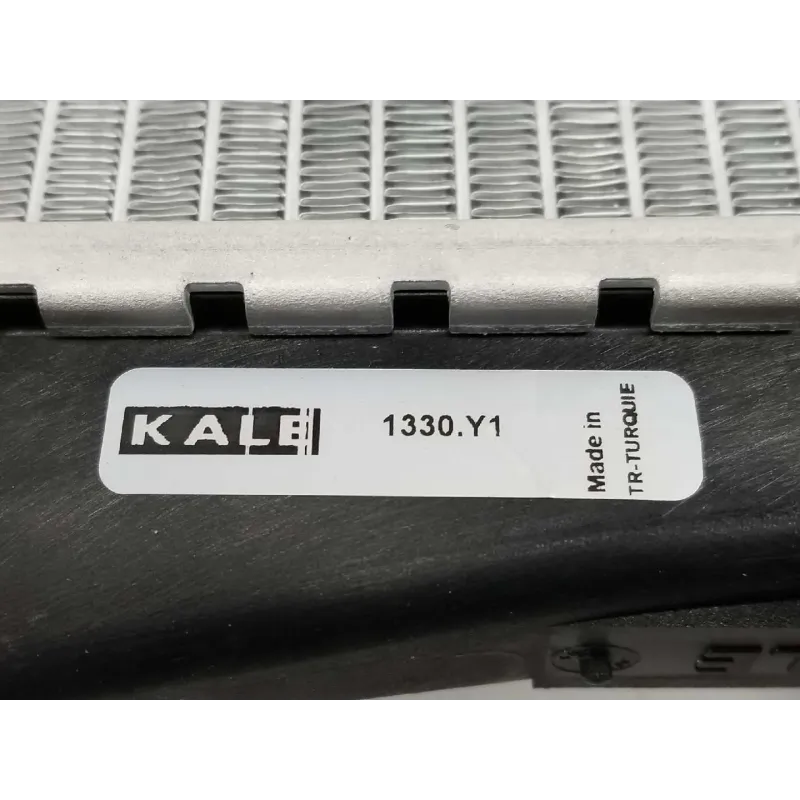 KALE
1330.Y1
Made in
TR-TURQUIE